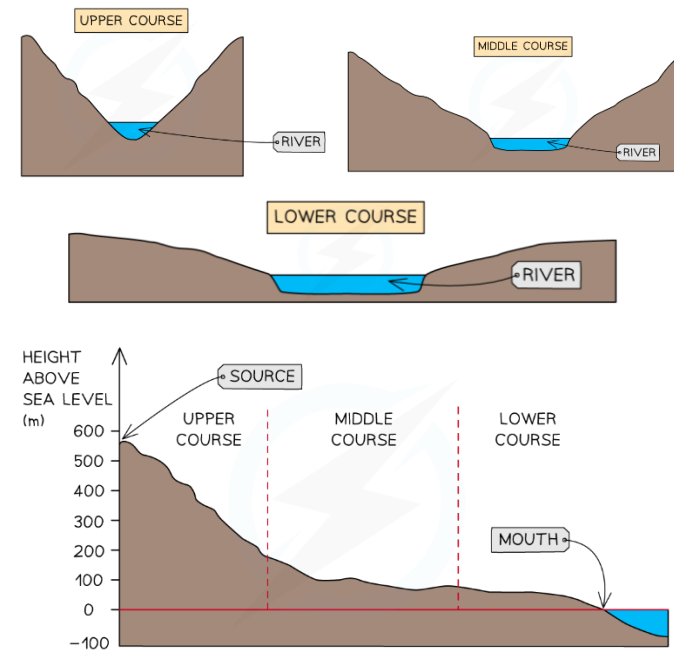 UPPER COURSE
RIVER
MIDDLE COURSE
RIVER
LOWER COURSE
RIVER
HEIGHT
ABOVE
SEA LEVEL
(m)
SOURCE
UPPER
COURSE
MIDDLE
COURSE
LOWER
COURSE
MOUTH
600
500
400
300
200
100
0
-100